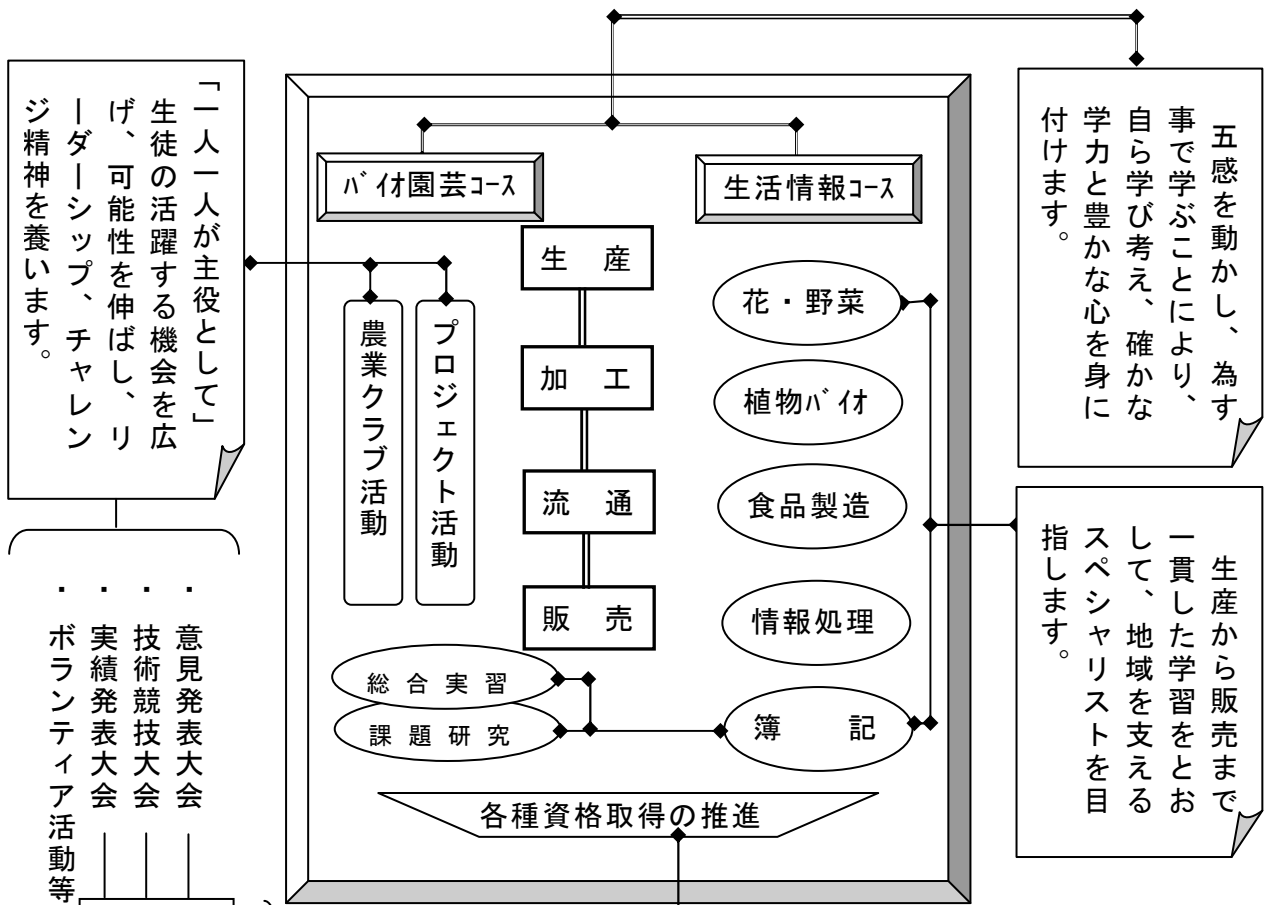 五感を動かし、為す
事で学ぶことにより、
自ら学び考え、確かな
学力と豊かな心を身に
付けます。
生産から販売まで
一貫した学習をとお
して、地域を支える
スペシャリストを目
指します。
バイオ園芸コース
生活情報コース
生産
加工
流通
販売
花・野菜
植物バイオ
食品製造
情報処理
簿記
プロジェクト活動
農業クラブ活動
総合実習
課題研究
各種資格取得の推進
「一人一人が主役として」
生徒の活躍する機会を広
げ、可能性を伸ばし、リ
ーダーシップ、チャレン
ジ精神を養います。
・意見発表大会
・技術競技大会
・実績発表大会
・ボランティア活動等